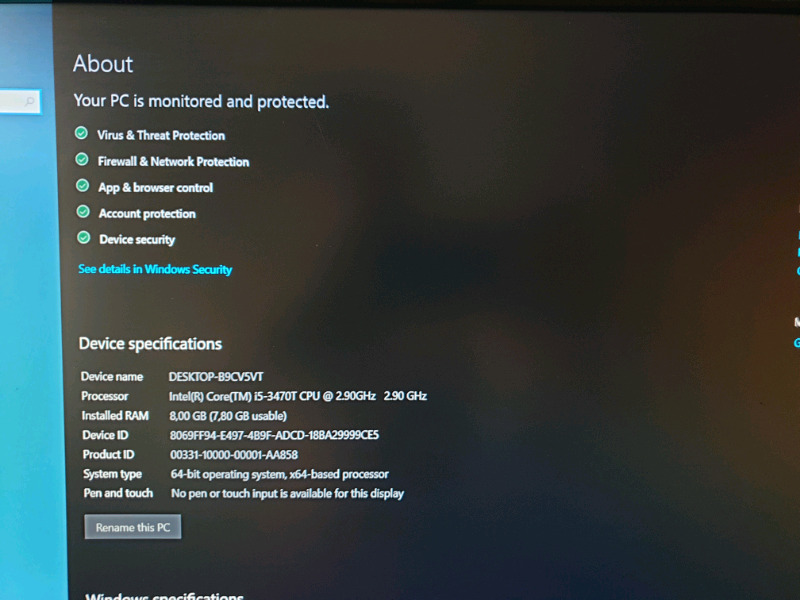 About
Your PC is monitored and protected.
Virus & Threat Protection
Firewall & Network Protection
App & browser control
Account protection
Device security
See details in Windows Security
Device specifications
Device name DESKTOP-B9CV5VT
Processor Intel(R) Core(TM) i5-3470T CPU @ 2.90GHz 2.90 GHz
Installed RAM 8,00 GB (7,80 GB usable)
Device ID 8069FF94-E497-4B9F-ADCD-18BA29999CE5
Product ID 00331-10000-00001-AA858
System type 64-bit operating system, x64-based processor
Pen and touch No pen or touch input is available for this display
Rename this PC
Windows specifications